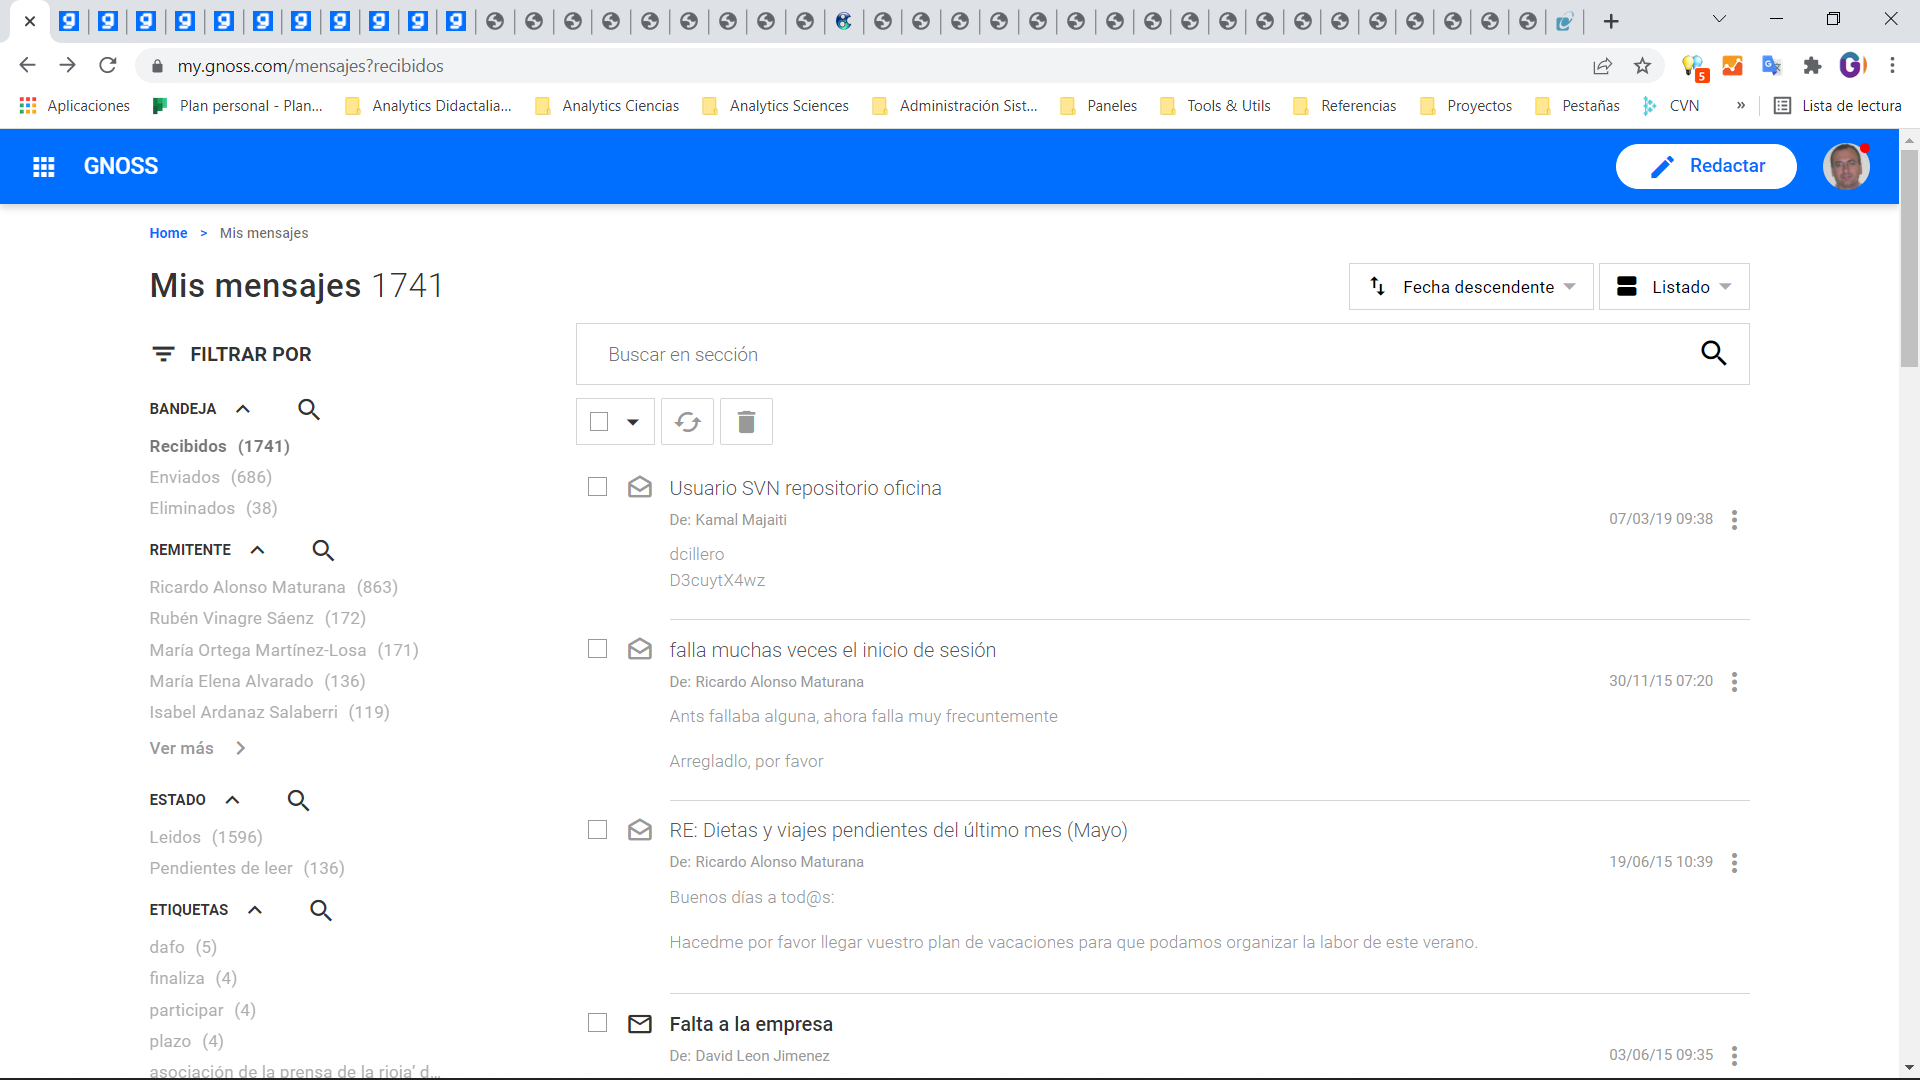 my.gnoss.com/mensajes?recibidos
5
Aplicaciones
Plan personal - Plan...
Analytics Didactalia...
Analytics Ciencias
Analytics Sciences
Administración Sist...
Paneles
Tools & Utils
Referencias
Proyectos
Pestañas
CVN
»
Lista de lectura
GNOSS
Redactar
Home > Mis mensajes
Mis mensajes 1741
Fecha descendente
Listado
FILTRAR POR
Buscar en sección
BANDEJA
Recibidos (1741)
Enviados (686)
Eliminados (38)
REMITENTE
Ricardo Alonso Maturana (863)
Rubén Vinagre Sáenz (172)
María Ortega Martínez-Losa (171)
María Elena Alvarado (136)
Isabel Ardanaz Salaberri (119)
Ver más
ESTADO
Leidos (1596)
Pendientes de leer (136)
ETIQUETAS
dafo (5)
finaliza (4)
participar (4)
plazo (4)
asociación de la prensa de la rioja' d...
Usuario SVN repositorio oficina
De: Kamal Majaiti
07/03/19 09:38
dcillero
D3cuytX4wz
falla muchas veces el inicio de sesión
De: Ricardo Alonso Maturana
30/11/15 07:20
Ants fallaba alguna, ahora falla muy frecuntemente
Arregladlo, por favor
RE: Dietas y viajes pendientes del último mes (Mayo)
De: Ricardo Alonso Maturana
19/06/15 10:39
Buenos días a tod@s:
Hacedme por favor llegar vuestro plan de vacaciones para que podamos organizar la labor de este verano.
Falta a la empresa
De: David Leon Jimenez
03/06/15 09:35